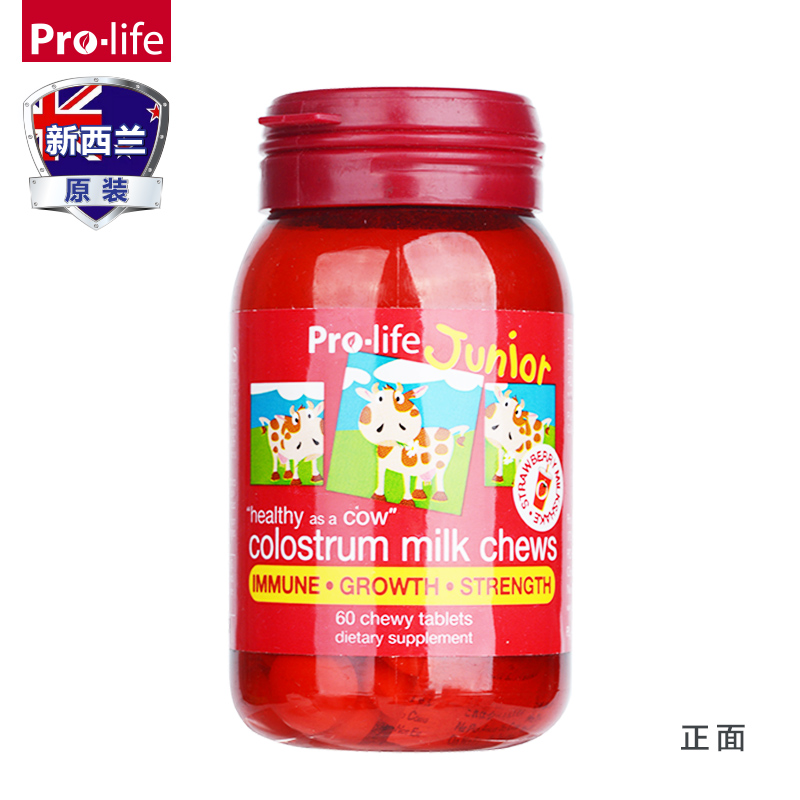 Pro-life
新西兰
原装
Pro-life Junior
STRAWBERRY MILKSHAKE
"healthy as a cow"
colostrum milk chews
IMMUNE • GROWTH • STRENGTH
60 chewy tablets
dietary supplement
正面